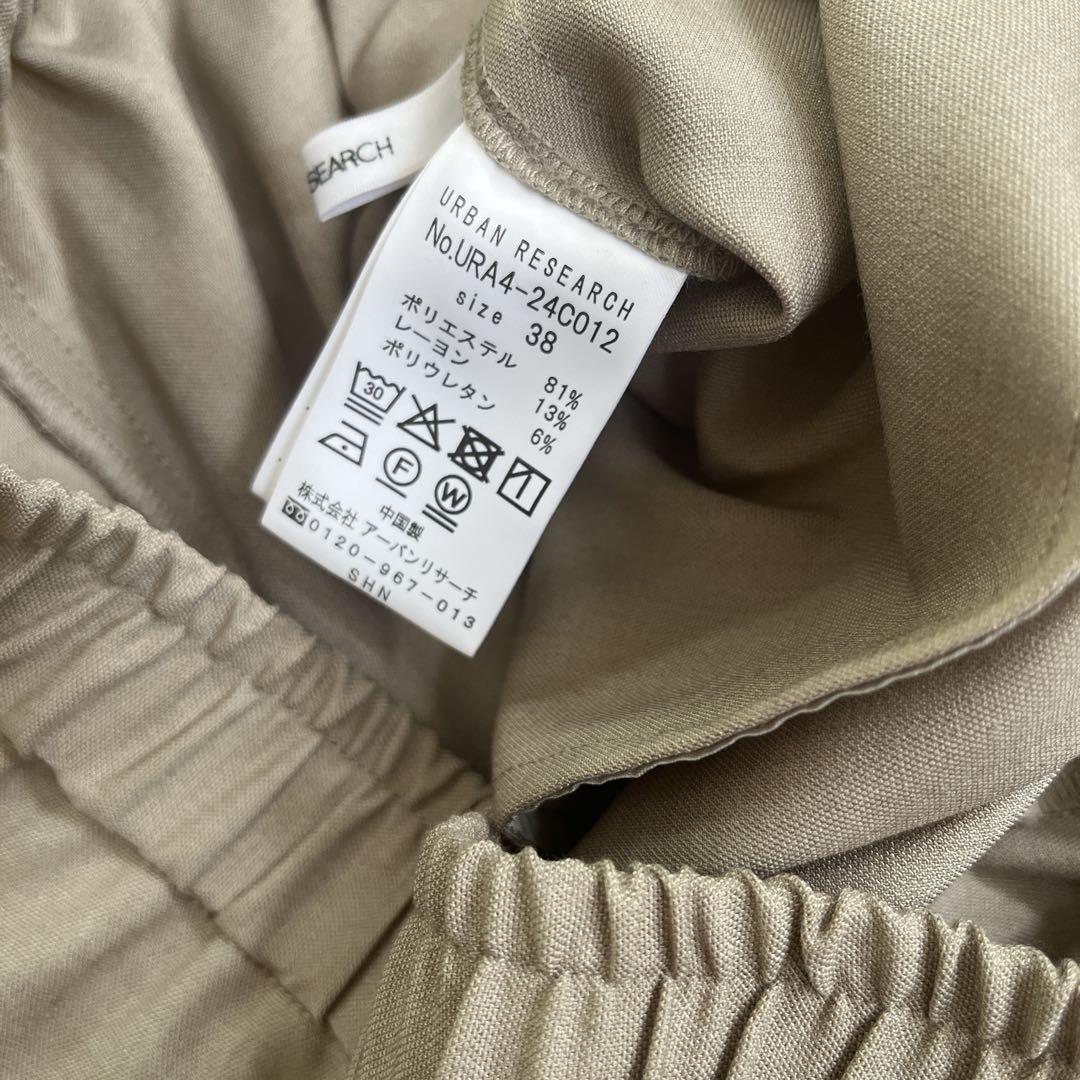 SEARCH
URBAN RESEARCH
No.URA4-24C012
size 38
ポリエステル 81%
レーヨン 13%
ポリウレタン 6%
30
F W
中国製
株式会社 アーバンリサーチ
0120-967-013
SHN